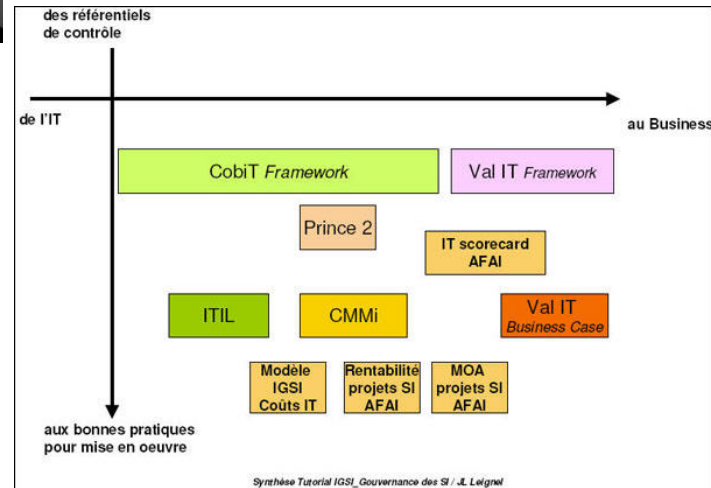 des référentiels
de contrôle
de l'IT
au Business
CobiT Framework
Val IT Framework
Prince 2
IT scorecard
AFAI
ITIL
CMMi
Val IT
Business Case
Modèle
IGSI
Coûts IT
Rentabilité
projets SI
AFAI
MOA
projets SI
AFAI
aux bonnes pratiques
pour mise en oeuvre
Synthèse Tutorial IGSI_Gouvernance des SI / JL Leignel